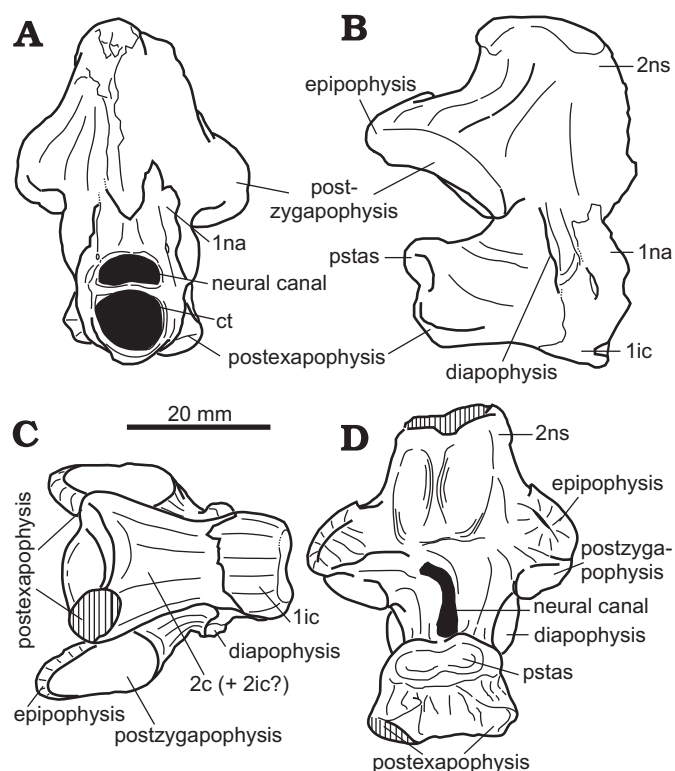 A
1na
neural canal
ct
postexapophysis
post-
zygapophysis
B
epipophysis
2ns
pstas
1na
1ic
diapophysis
20 mm
C
postexapophysis
1ic
diapophysis
2c (+ 2ic?)
epipophysis
postzygapophysis
D
2ns
epipophysis
postzyga-
pophysis
neural canal
diapophysis
pstas
postexapophysis